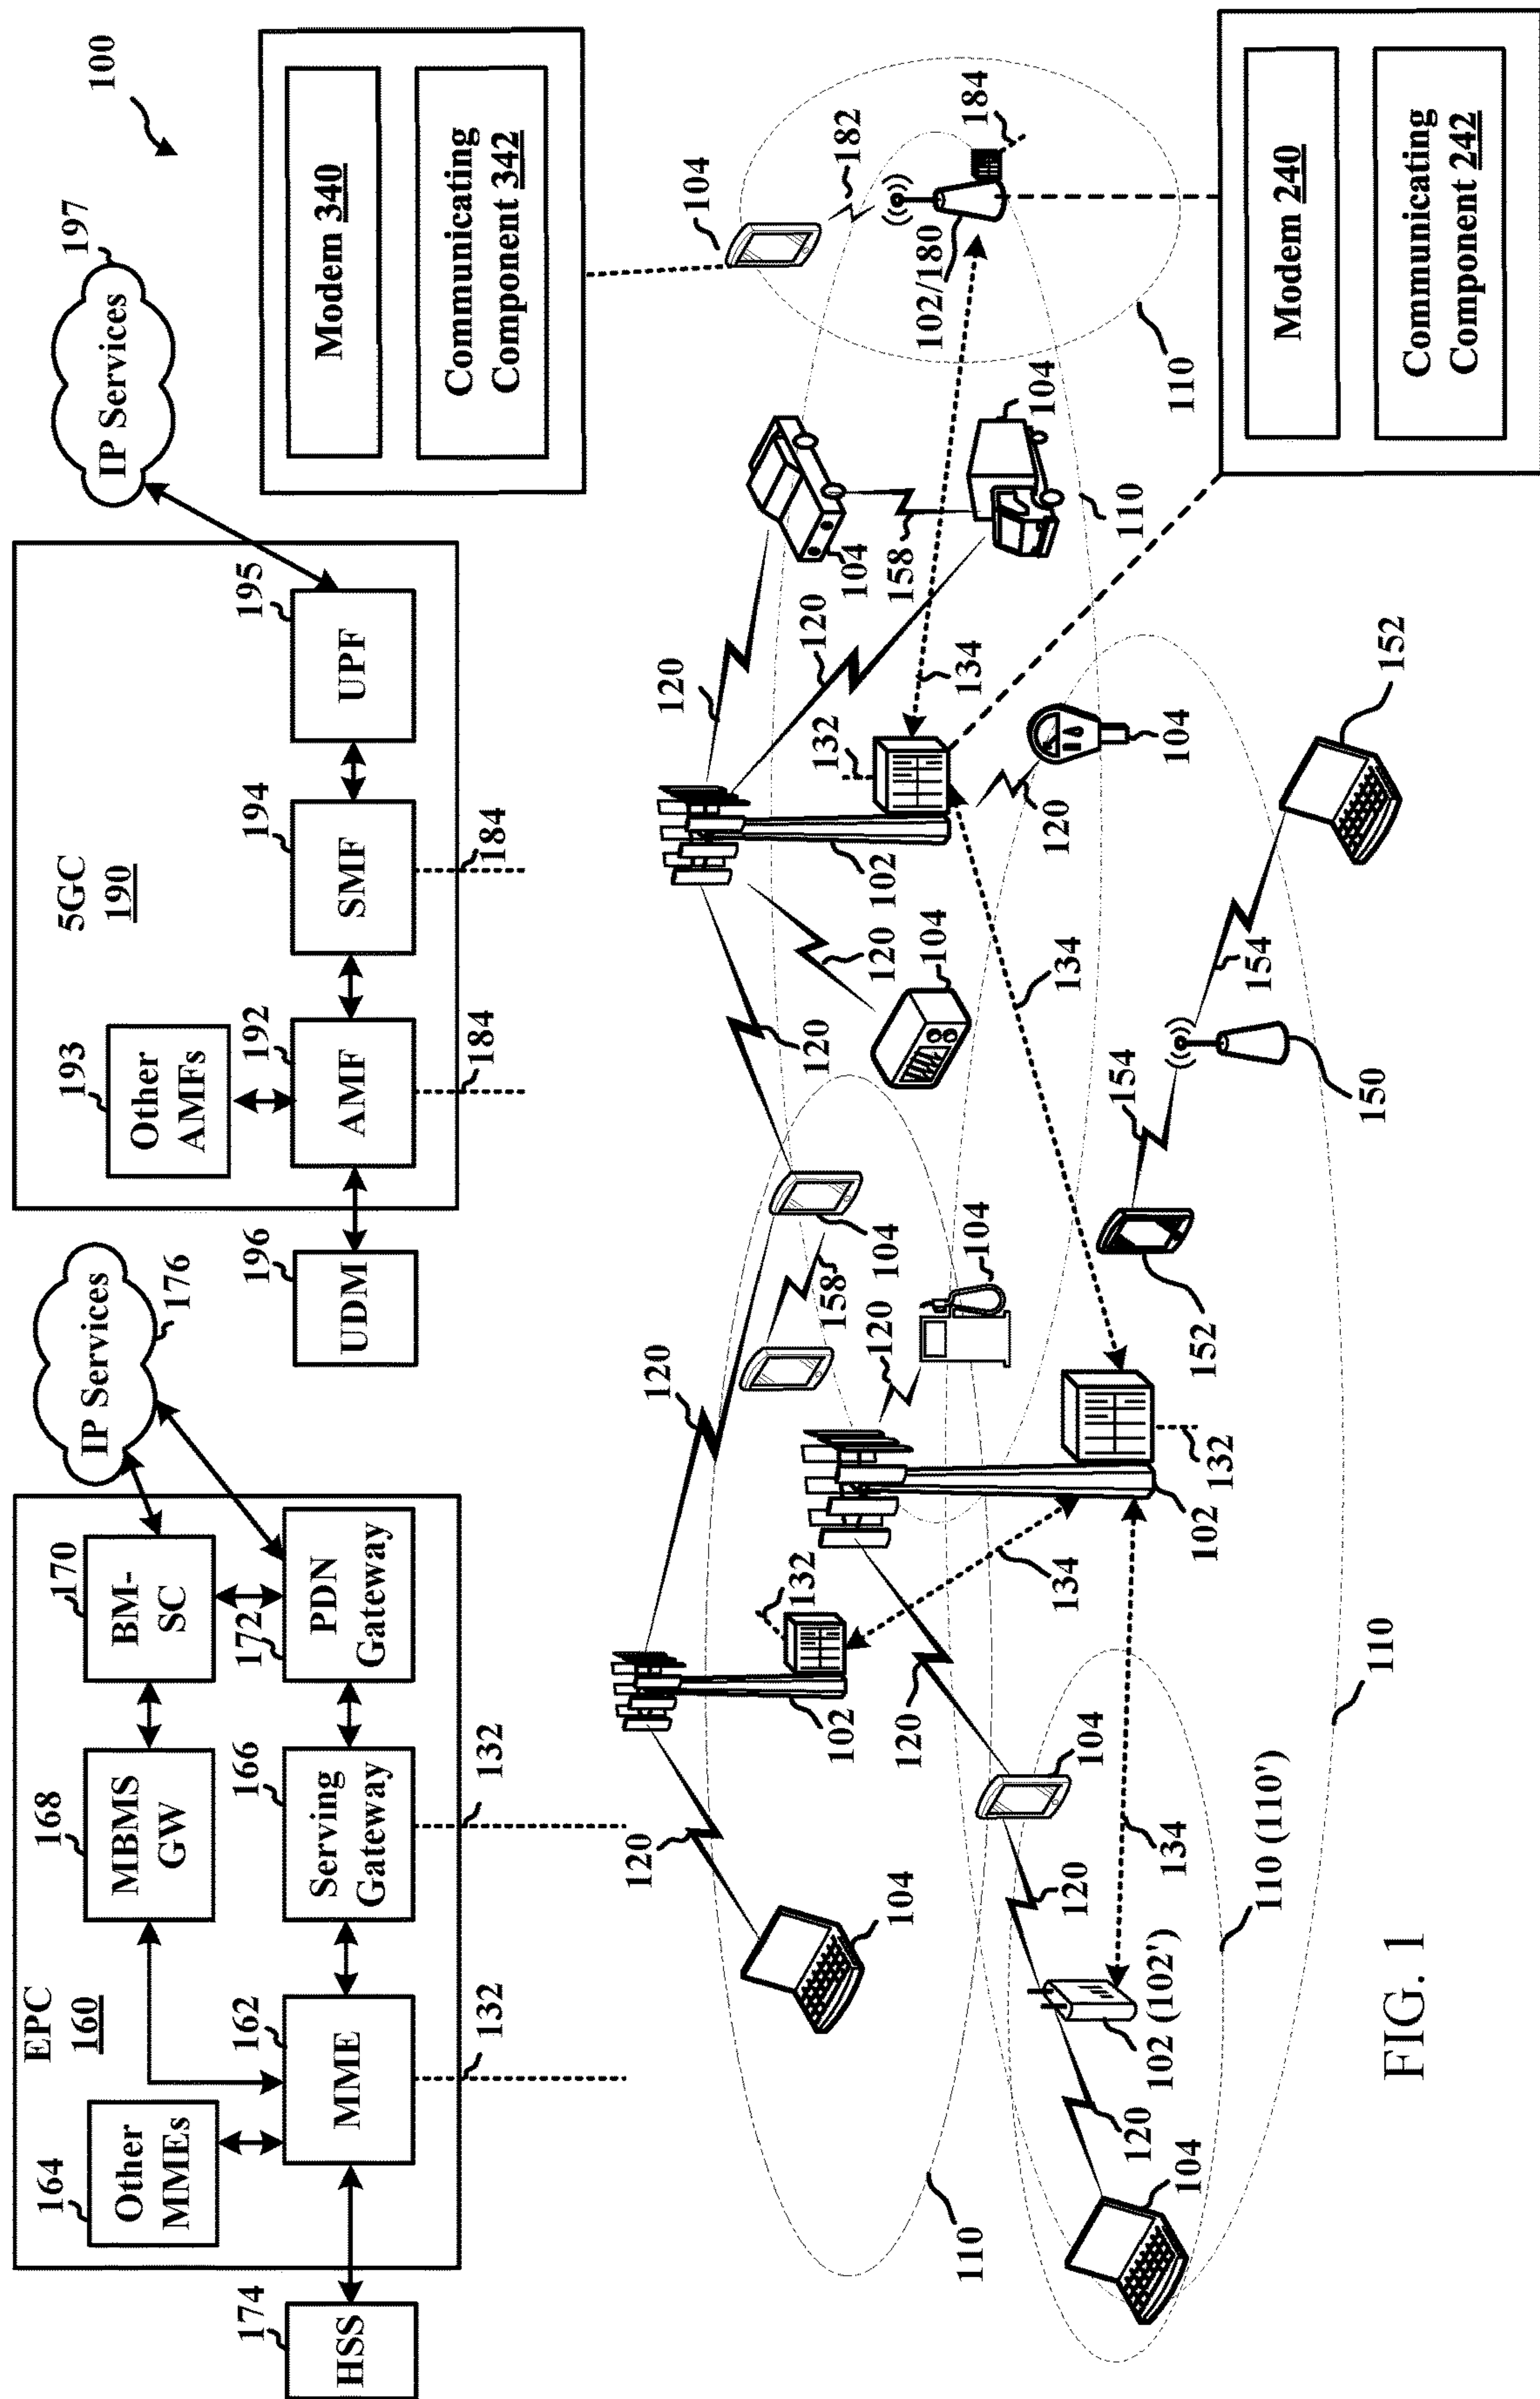 100
EPC
160
5GC
190
164
Other
MMEs
168
MBMS
GW
170
BM-
SC
IP Services
176
193
Other
AMFs
IP Services
197
174
HSS
162
MME
166
Serving
Gateway
172
PDN
Gateway
196
UDM
192
AMF
194
SMF
195
UPF
132
132
184
184
Modem 340
Communicating
Component 342
104
182
184
102/180
110
120
104
120
132
102
120
120
104
158
120
102
120
104
120
120
158
104
104
110
134
132
134
120
104
110
104
120
134
104
120
102 (102')
120
104
134
102
132
152
154
150
154
152
110 (110')
110
Modem 240
Communicating
Component 242
FIG. 1